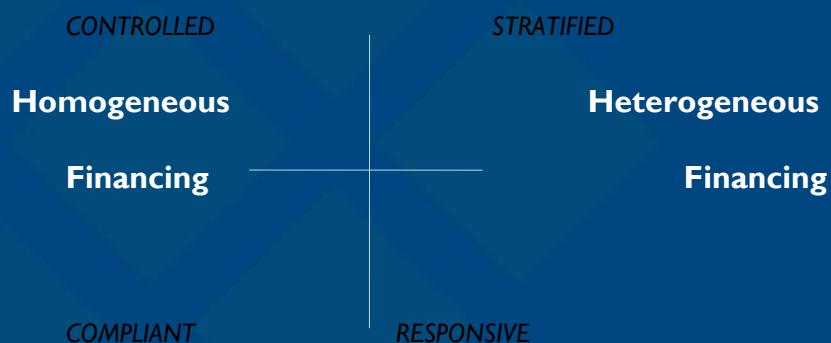 CONTROLLED STRATIFIED
Homogeneous Heterogeneous
Financing Financing
COMPLIANT RESPONSIVE